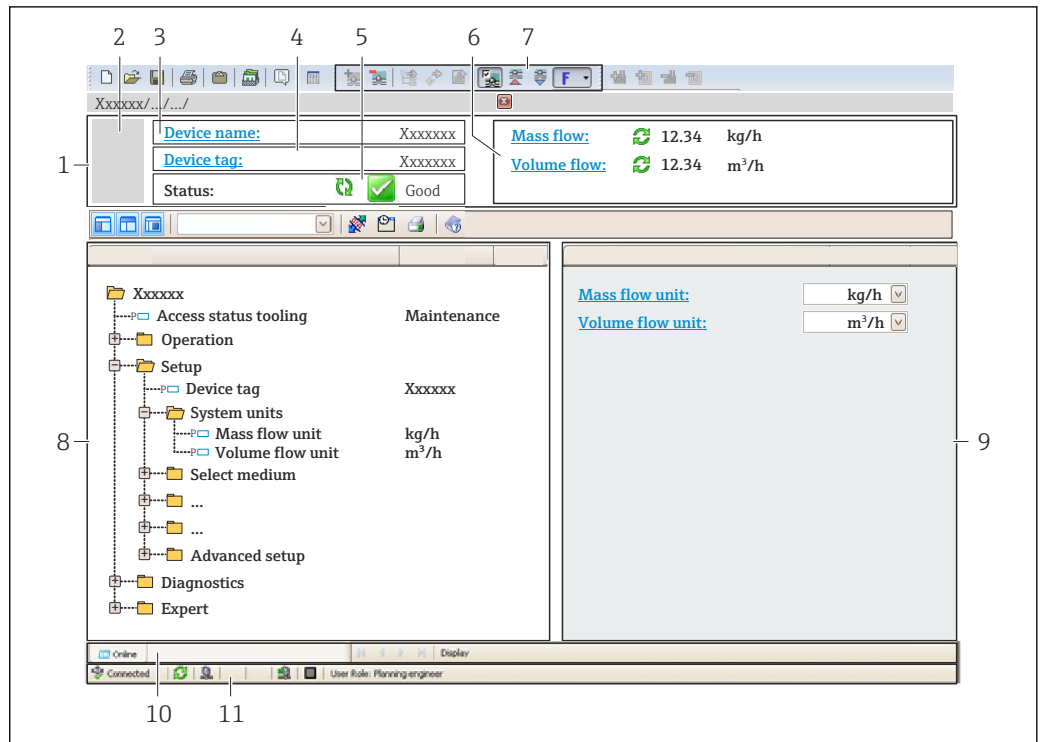 2 3 4 5 6 7
F
Xxxxxx/.../.../
1
Device name: Xxxxxxx
Device tag: Xxxxxxx
Status: Good
Mass flow: 12.34 kg/h
Volume flow: 12.34 m³/h
Xxxxxx
P Access status tooling Maintenance
Operation
Setup
P Device tag Xxxxxx
System units
P Mass flow unit kg/h
P Volume flow unit m³/h
Select medium
...
...
Advanced setup
Diagnostics
Expert
8
Mass flow unit: kg/h
Volume flow unit: m³/h
9
Online Display
Connected User Role: Planning engineer
10 11